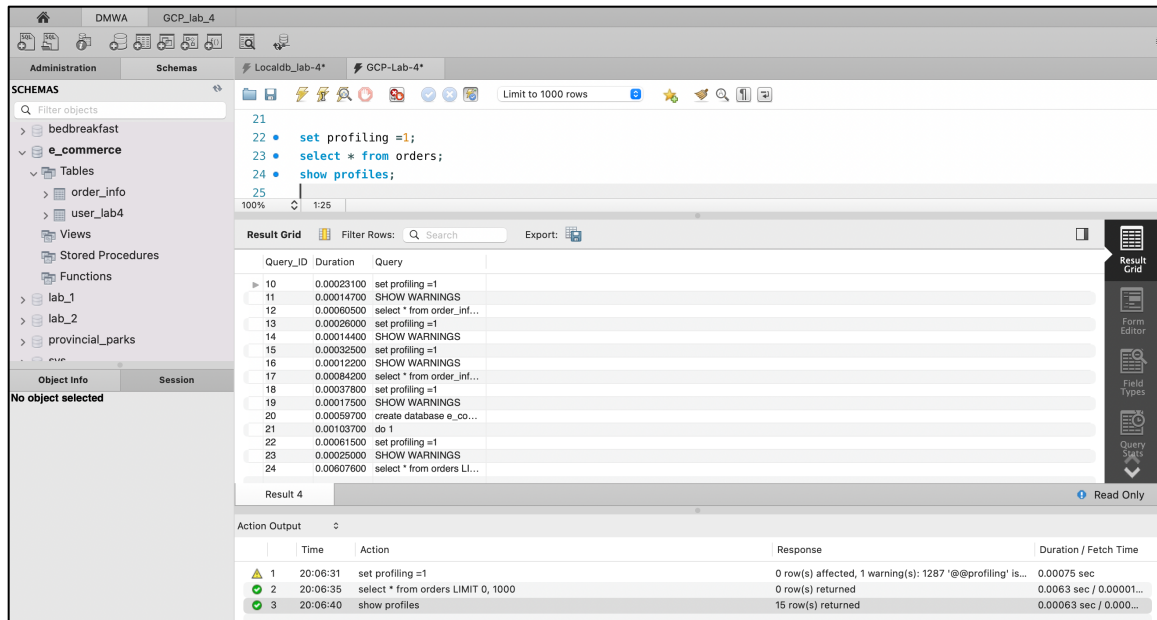 DMWA GCP_lab_4
Administration Schemas
Localdb_lab-4* GCP-Lab-4*
SCHEMAS
Filter objects
bedbreakfast
e_commerce
Tables
order_info
user_lab4
Views
Stored Procedures
Functions
lab_1
lab_2
provincial_parks
sys
Object Info Session
No object selected
Limit to 1000 rows
21
22 set profiling =1;
23 select * from orders;
24 show profiles;
25
100% 1:25
Result Grid Filter Rows: Search Export:
Query_ID Duration Query
10 0.00023100 set profiling =1
11 0.00014700 SHOW WARNINGS
12 0.00060500 select * from order_inf...
13 0.00026000 set profiling =1
14 0.00014400 SHOW WARNINGS
15 0.00032500 set profiling =1
16 0.00012200 SHOW WARNINGS
17 0.00084200 select * from order_inf...
18 0.00037800 set profiling =1
19 0.00017500 SHOW WARNINGS
20 0.00059700 create database e_co...
21 0.00103700 do 1
22 0.00061500 set profiling =1
23 0.00025000 SHOW WARNINGS
24 0.00607600 select * from orders LI...
Result
Grid
Form
Editor
Field
Types
Query
Stats
Result 4 Read Only
Action Output
Time Action Response Duration / Fetch Time
1 20:06:31 set profiling =1 0 row(s) affected, 1 warning(s): 1287 '@@profiling' is... 0.00075 sec
2 20:06:35 select * from orders LIMIT 0, 1000 0 row(s) returned 0.0063 sec / 0.00001...
3 20:06:40 show profiles 15 row(s) returned 0.00063 sec / 0.000...